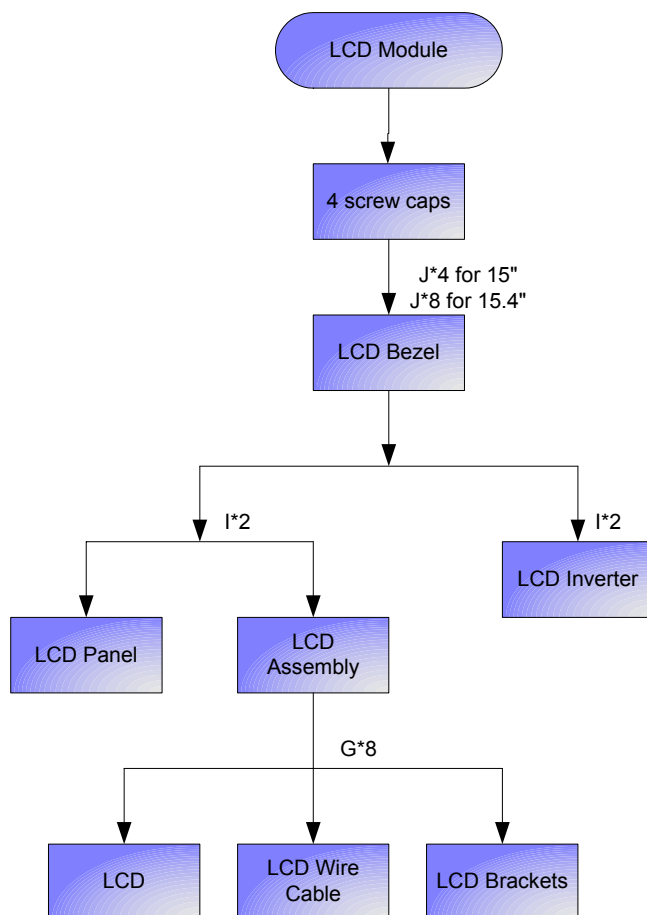 LCD Module
4 screw caps
J*4 for 15"
J*8 for 15.4"
LCD Bezel
I*2
I*2
LCD Inverter
LCD Panel
LCD
Assembly
G*8
LCD
LCD Wire
Cable
LCD Brackets